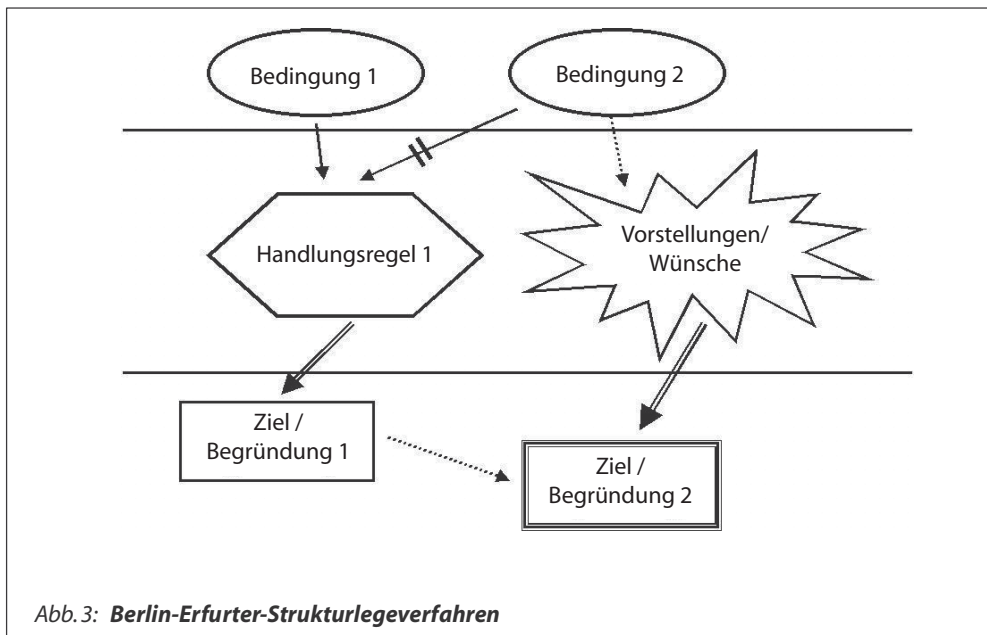 Bedingung 1
Bedingung 2
Handlungsregel 1
Vorstellungen/
Wünsche
Ziel /
Begründung 1
Ziel /
Begründung 2
Abb. 3: Berlin-Erfurter-Strukturlegeverfahren